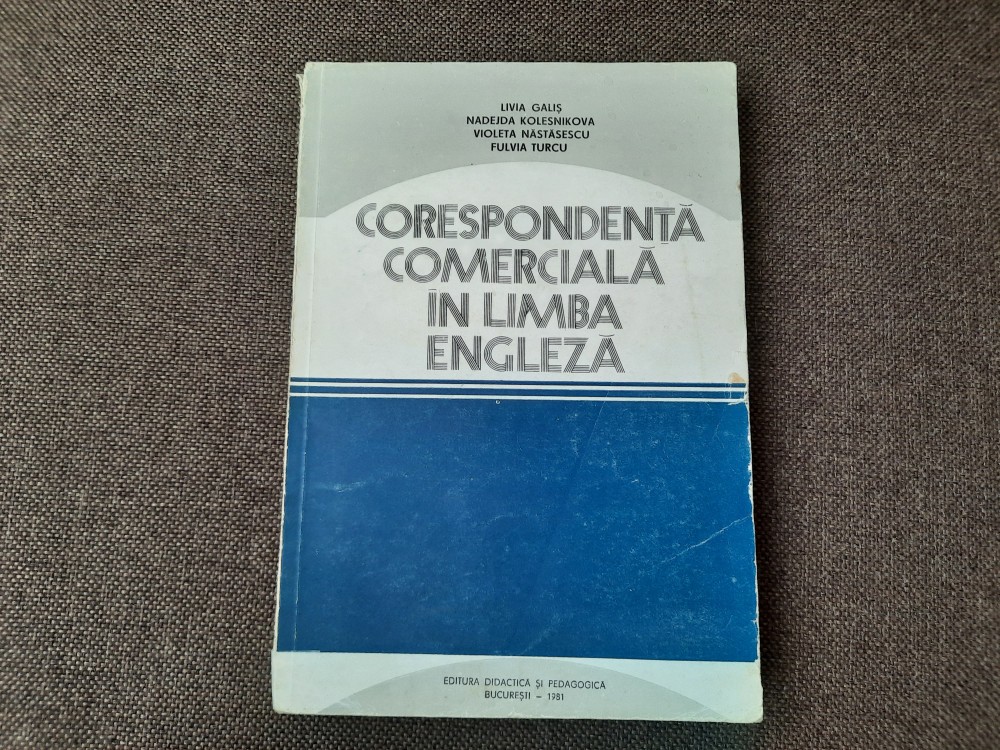 LIVIA GALIȘ
NADEJDA KOLESNIKOVA
VIOLETA NĂSTĂSESCU
FULVIA TURCU
CORESPONDENȚĂ
COMERCIALĂ
ÎN LIMBA
ENGLEZĂ
EDITURA DIDACTICĂ ȘI PEDAGOGICĂ
BUCUREȘTI – 1981